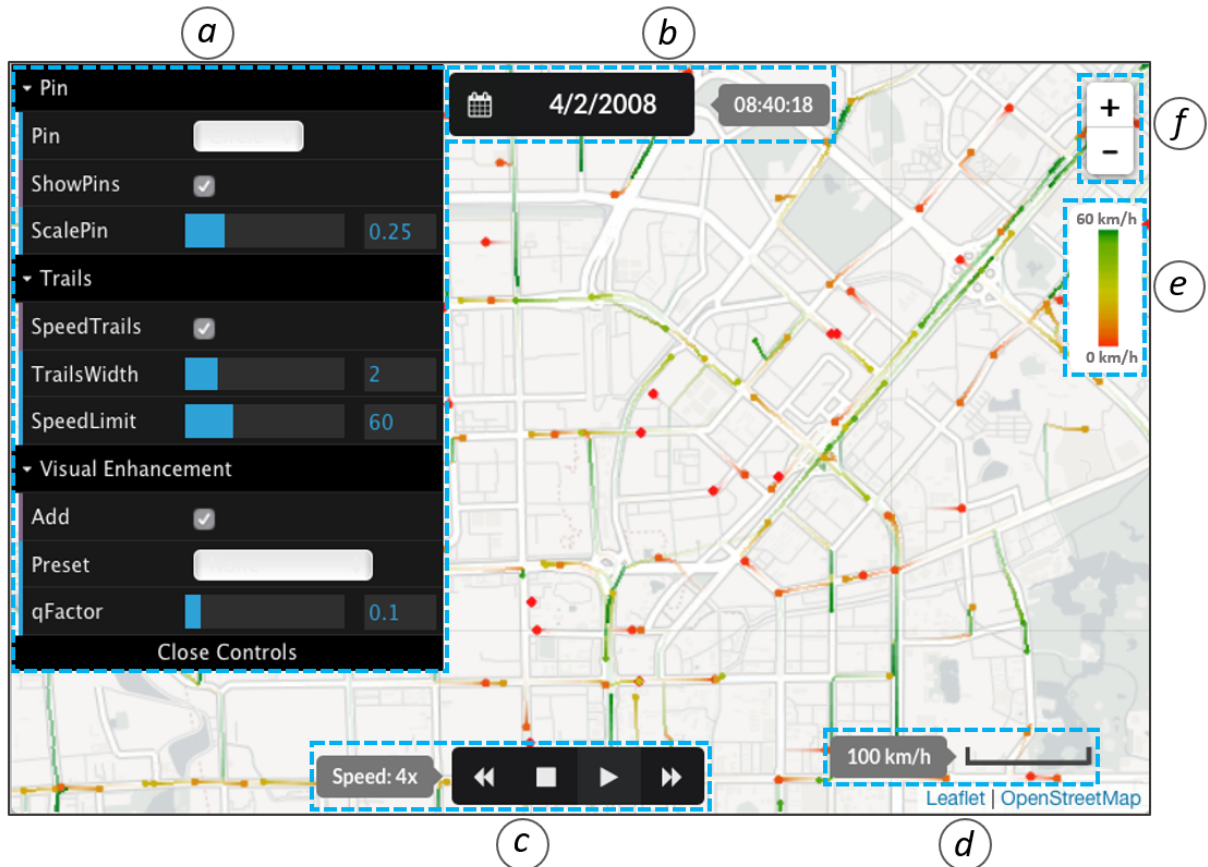 a
b
Pin
4/2/2008
08:40:18
+
−
f
Pin
ShowPins
ScalePin 0.25
60 km/h
e
0 km/h
Trails
SpeedTrails
TrailsWidth 2
SpeedLimit 60
Visual Enhancement
Add
Preset
qFactor 0.1
Close Controls
Speed: 4x
100 km/h
Leaflet | OpenStreetMap
c
d